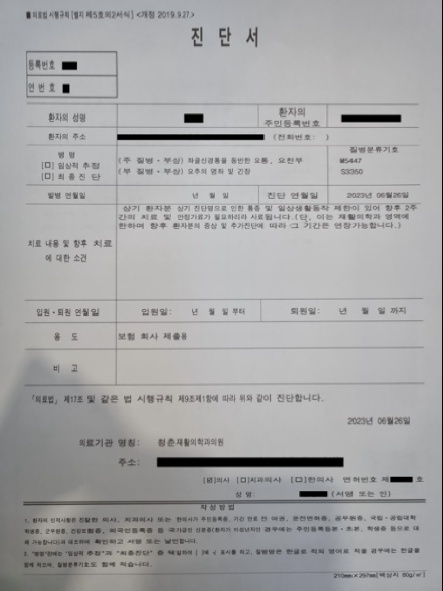 ■ 의료법 시행규칙 [별지 제5호의2서식] <개정 2019. 9.27.>
진 단 서
등록번호
연 번 호
환자의 성명
환자의 주민등록번호
환자의 주소
(전화번호: )
병 명
[□] 임상적 추정
[□] 최 종 진 단
(주 질병·부상) 좌골신경통을 동반한 요통, 요천부
(부 질병·부상) 요추의 염좌 및 긴장
질병분류기호
M5447
S3350
발병 연월일
년 월 일
진단 연월일
2023년 06월26일
치료 내용 및 향후 치료에 대한 소견
상기 환자분 상기 진단명으로 인한 통증 및 일상생활동작 제한이 있어 향후 2주
간의 치료 및 안정가료가 필요하리라 사료됩니다.(단, 이는 재활의학과 영역에
한하며 향후 환자분의 증상 및 추가진단에 따라 그 기간은 연장가능합니다.)
입원·퇴원 연월일
입원일: 년 월 일 부터
퇴원일: 년 월 일 까지
용 도
보험 회사 제출용
비 고
「의료법」 제17조 및 같은 법 시행규칙 제9조제1항에 따라 위와 같이 진단합니다.
2023년 06월26일
의료기관 명칭: 청춘재활의학과의원
주소:
[☑]의사 [□]치과의사 [□]한의사 면허번호 제 호
성 명: (서명 또는 인)
작성방법
1. 환자의 인적사항은 진찰한 의사, 치과의사 또는 한의사가 주민등록증, 기간 만료 전 여권, 운전면허증, 공무원증, 국립·공립대학
학생증, 군무원증, 건강보험증, 외국인등록증 등 국가공인 신분증(환자가 미성년자인 경우에는 주민등록등본·초본, 학생증 등으로 대
체 가능합니다)과 대조하여 확인하고 서명 또는 날인합니다.
2. "병명"란에는 "임상적 추정"과 "최종진단" 중 택일하여 [ ]에 √ 표시를 하고, 질병명은 한글로 적되 영어로 적을 경우에는 한글을
함께 적으며, 질병분류기호도 함께 적습니다.
210mm×297mm[백상지 80g/㎡]